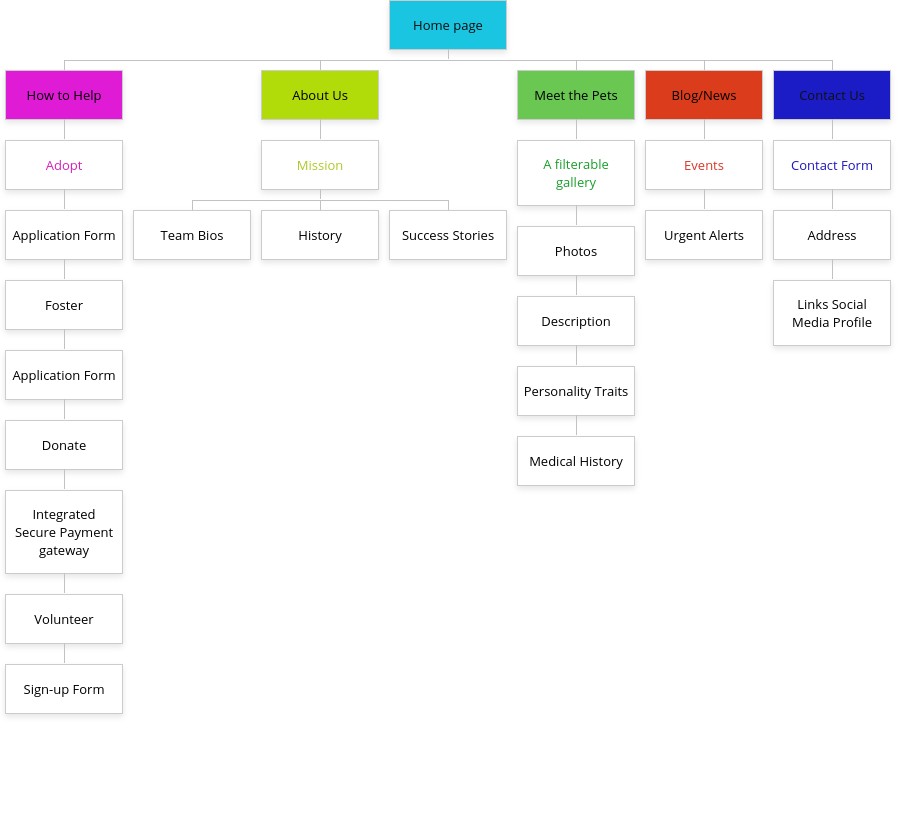 Home page
How to Help
About Us
Meet the Pets
Blog/News
Contact Us
Adopt
Mission
A filterable
gallery
Events
Contact Form
Application Form
Team Bios
History
Success Stories
Photos
Urgent Alerts
Address
Foster
Description
Links Social
Media Profile
Application Form
Personality Traits
Donate
Medical History
Integrated
Secure Payment
gateway
Volunteer
Sign-up Form